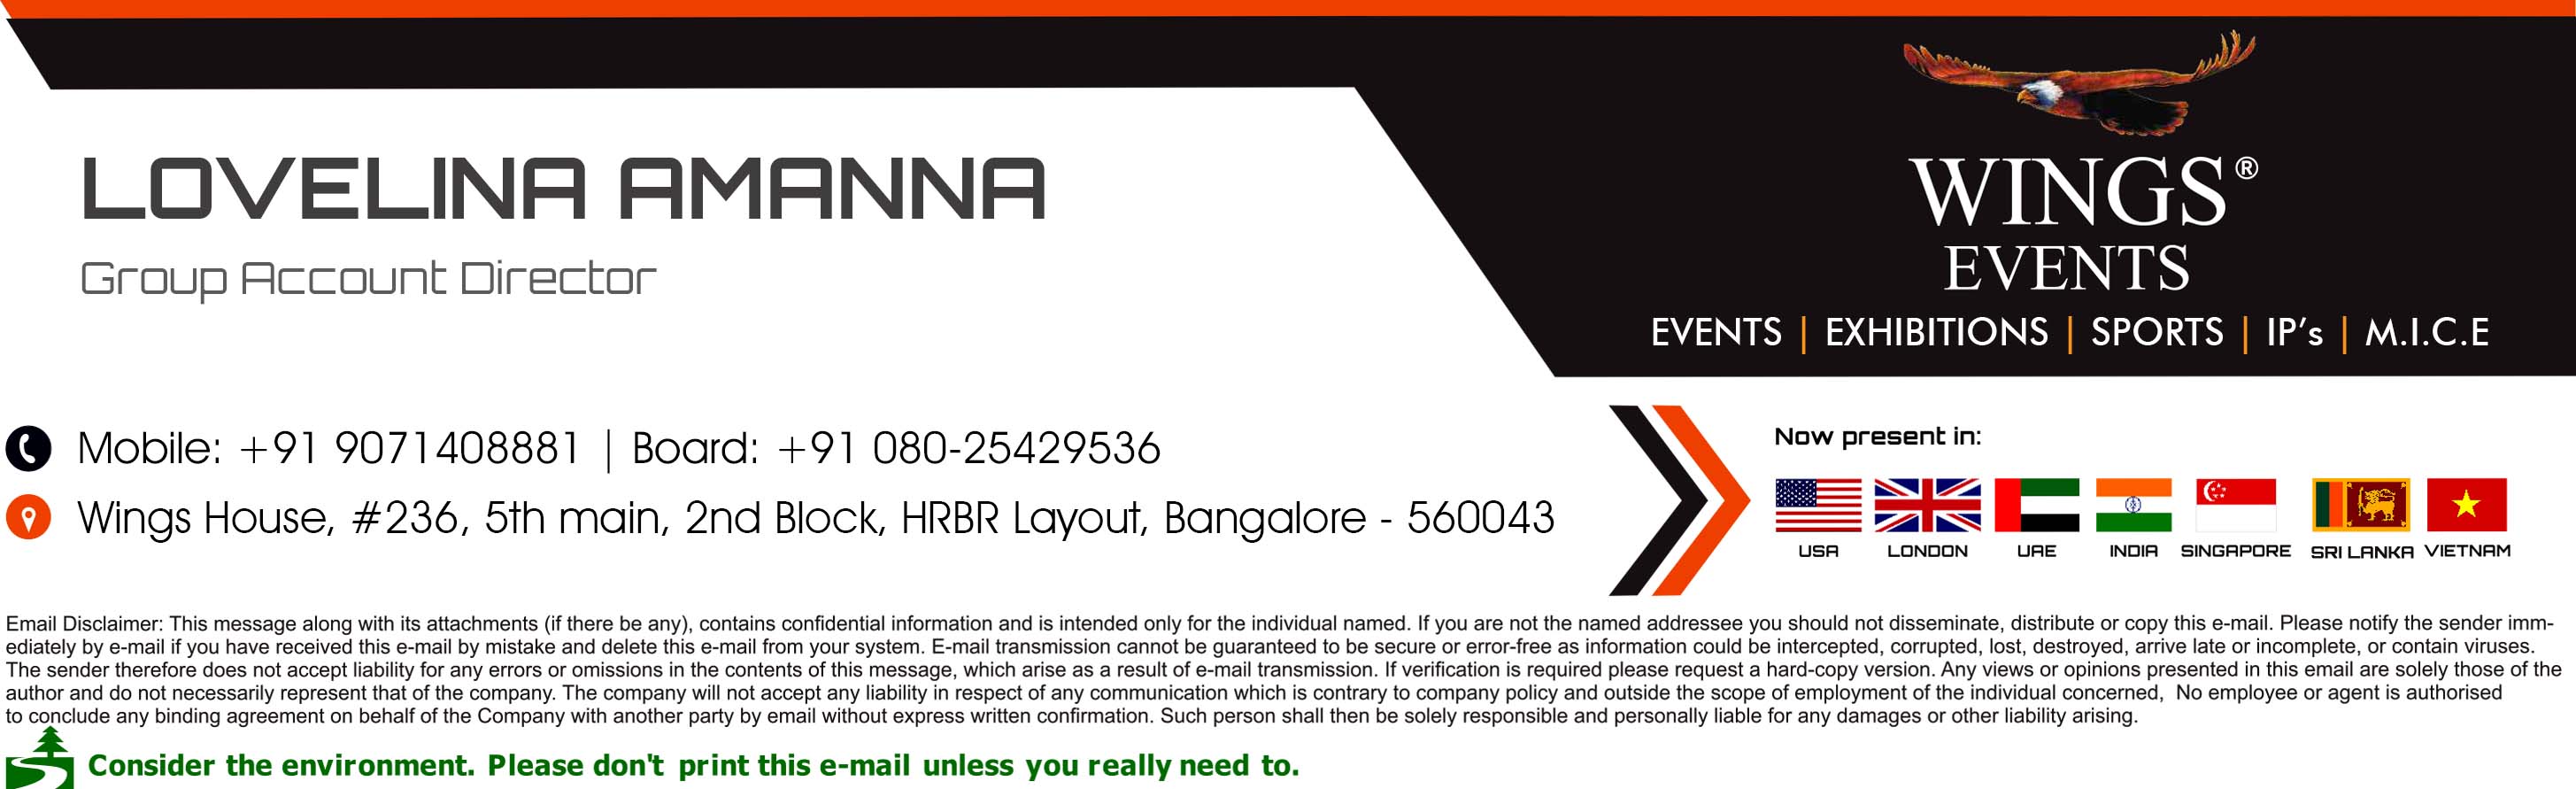 LOVELINA AMANNA
Group Account Director
WINGS®
EVENTS
EVENTS | EXHIBITIONS | SPORTS | IP's | M.I.C.E
Mobile: +91 9071408881 | Board: +91 080-25429536
Wings House, #236, 5th main, 2nd Block, HRBR Layout, Bangalore - 560043
Now present in:
USA LONDON UAE INDIA SINGAPORE SRI LANKA VIETNAM
Email Disclaimer: This message along with its attachments (if there be any), contains confidential information and is intended only for the individual named. If you are not the named addressee you should not disseminate, distribute or copy this e-mail. Please notify the sender imm-
ediately by e-mail if you have received this e-mail by mistake and delete this e-mail from your system. E-mail transmission cannot be guaranteed to be secure or error-free as information could be intercepted, corrupted, lost, destroyed, arrive late or incomplete, or contain viruses.
The sender therefore does not accept liability for any errors or omissions in the contents of this message, which arise as a result of e-mail transmission. If verification is required please request a hard-copy version. Any views or opinions presented in this email are solely those of the
author and do not necessarily represent that of the company. The company will not accept any liability in respect of any communication which is contrary to company policy and outside the scope of employment of the individual concerned, No employee or agent is authorised
to conclude any binding agreement on behalf of the Company with another party by email without express written confirmation. Such person shall then be solely responsible and personally liable for any damages or other liability arising.
Consider the environment. Please don't print this e-mail unless you really need to.